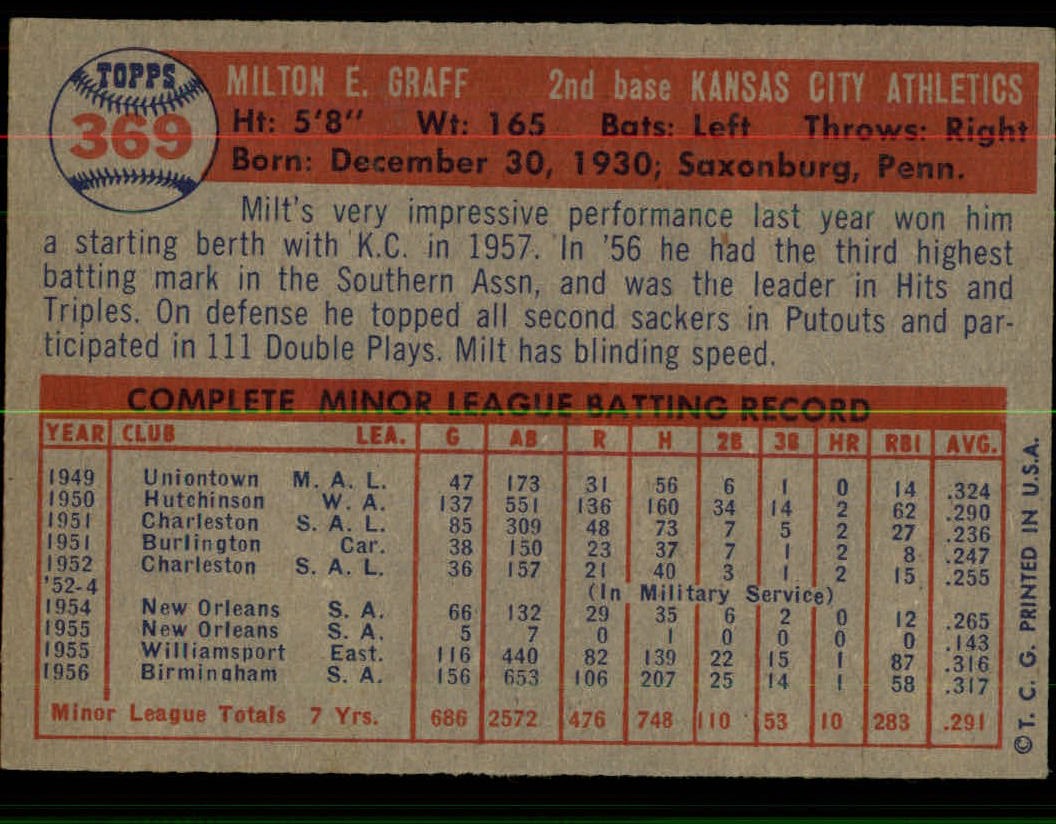 TOPPS
369
MILTON E. GRAFF 2nd base KANSAS CITY ATHLETICS
Ht: 5'8" Wt: 165 Bats: Left Throws: Right
Born: December 30, 1930; Saxonburg, Penn.
Milt's very impressive performance last year won him
a starting berth with K.C. in 1957. In '56 he had the third highest
batting mark in the Southern Assn, and was the leader in Hits and
Triples. On defense he topped all second sackers in Putouts and par-
ticipated in 111 Double Plays. Milt has blinding speed.
COMPLETE MINOR LEAGUE BATTING RECORD
YEAR CLUB LEA. G AB R H 2B 3B HR RBI AVG.
1949 Uniontown M. A. L. 47 173 31 56 6 1 0 14 .324
1950 Hutchinson W. A. 137 551 136 160 34 14 2 62 .290
1951 Charleston S. A. L. 85 309 48 73 7 5 2 27 .236
1951 Burlington Car. 38 150 23 37 7 1 2 8 .247
1952 Charleston S. A. L. 36 157 21 40 3 1 2 15 .255
'52-4 (In Military Service)
1954 New Orleans S. A. 66 132 29 35 6 2 0 12 .265
1955 New Orleans S. A. 5 7 0 1 0 0 0 0 .143
1955 Williamsport East. 116 440 82 139 22 15 1 87 .316
1956 Birmingham S. A. 156 653 106 207 25 14 1 58 .317
Minor League Totals 7 Yrs. 686 2572 476 748 110 53 10 283 .291
©T. C. G. PRINTED IN U.S.A.